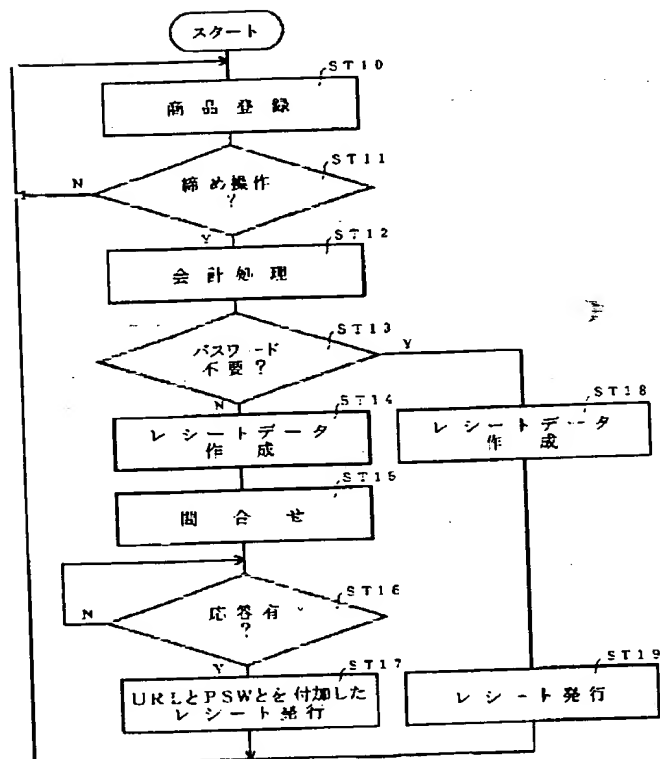 スタート
ST10
商品登録
ST11
締め操作
?
N
Y
ST12
会計処理
ST13
パスワード
不要?
Y
N
ST14
レシートデータ
作成
ST18
レシートデータ
作成
ST15
問合せ
ST16
応答有
?
N
Y
ST17
URLとPSWとを付加した
レシート発行
ST19
レシート発行